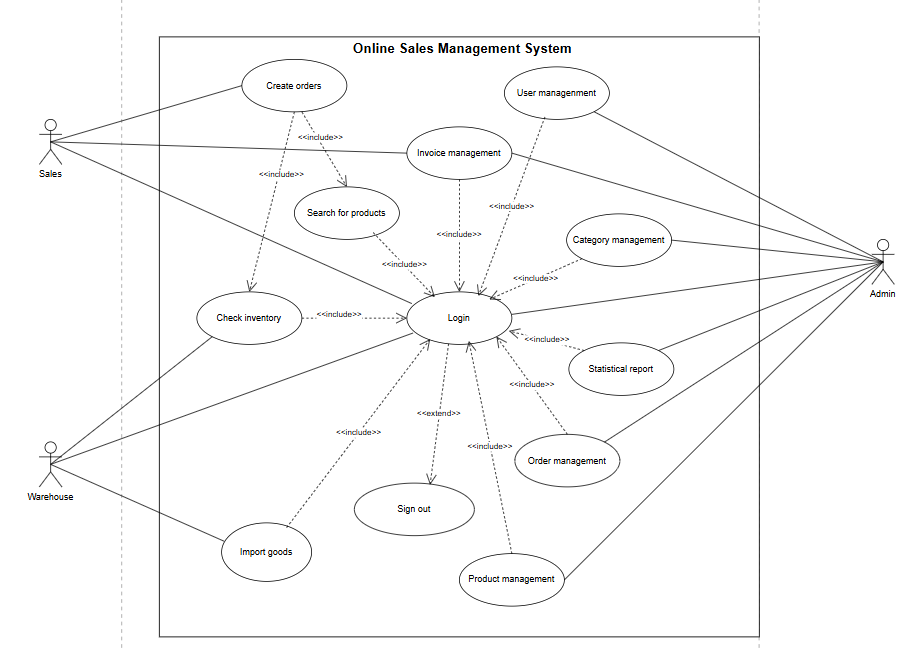 Online Sales Management System
Create orders
User managenment
<<include>>
Sales
Invoice management
<<include>>
<<include>>
Search for products
<<include>>
Category management
<<include>>
<<include>>
Admin
Check inventory
<<include>>
Login
<<include>>
Statistical report
<<include>>
<<extend>>
<<include>>
<<include>>
Order management
Warehouse
Sign out
Import goods
Product management